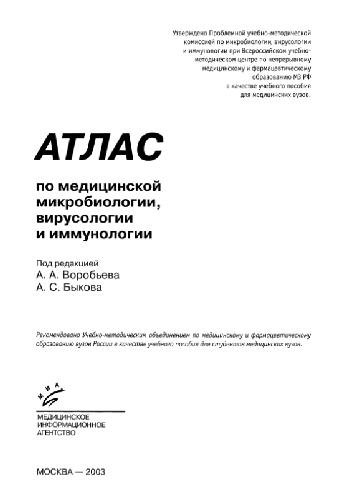 Утверждено Проблемной учебно-методической
комиссией по микробиологии, вирусологии
и иммунологии при Всероссийском учебно-
методическом центре по непрерывному
медицинскому и фармацевтическому
образованию МЗ РФ
в качестве учебного пособия
для медицинских вузов.
АТЛАС
по медицинской
микробиологии,
вирусологии
и иммунологии
Под редакцией
А. А. Воробьева
А. С. Быкова
Рекомендовано Учебно-методическим объединением по медицинскому и фармацевтическому
образованию вузов России в качестве учебного пособия для студентов медицинских вузов.
МИА
МЕДИЦИНСКОЕ
ИНФОРМАЦИОННОЕ
АГЕНТСТВО
МОСКВА — 2003